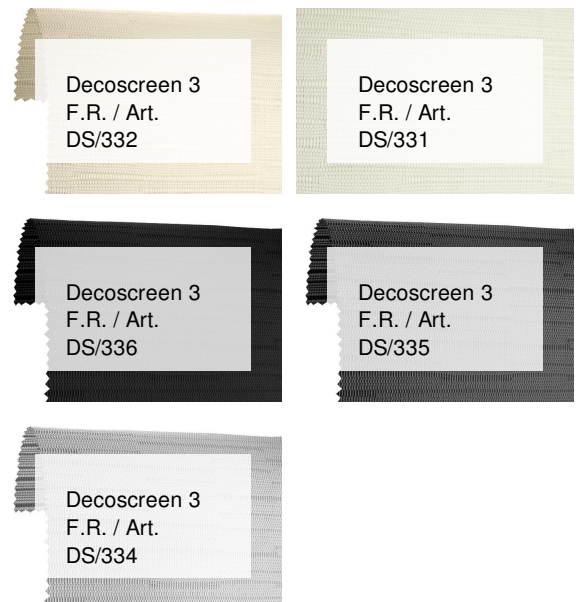 Decoscreen 3
F.R. / Art.
DS/332
Decoscreen 3
F.R. / Art.
DS/331
Decoscreen 3
F.R. / Art.
DS/336
Decoscreen 3
F.R. / Art.
DS/335
Decoscreen 3
F.R. / Art.
DS/334